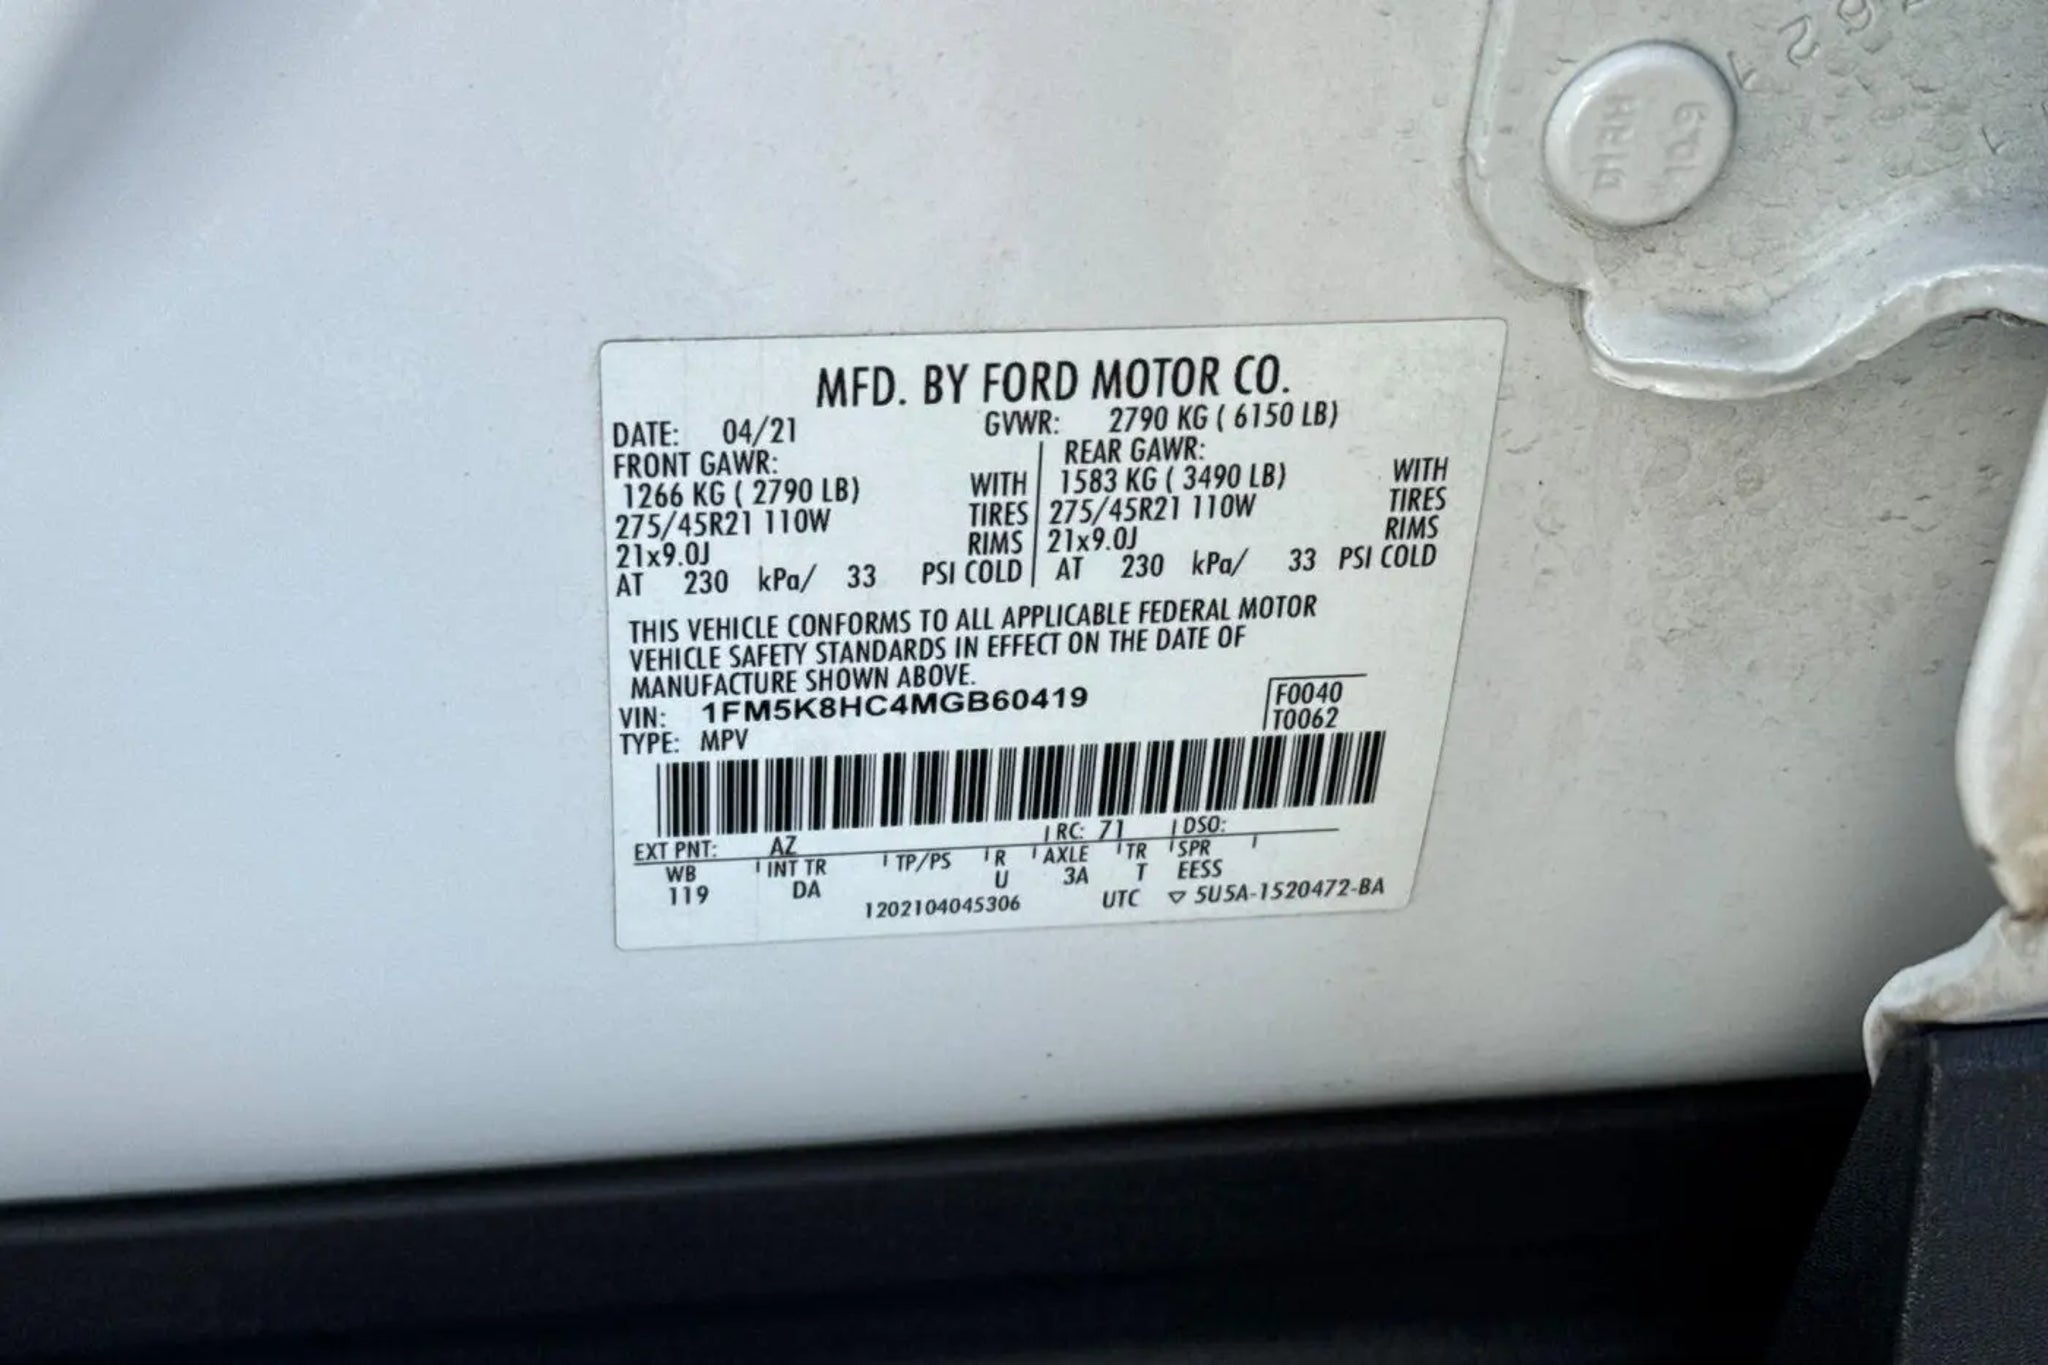 MFD. BY FORD MOTOR CO.
DATE: 04/21 GVWR: 2790 KG ( 6150 LB)
FRONT GAWR: REAR GAWR:
1266 KG ( 2790 LB) WITH 1583 KG ( 3490 LB) WITH
275/45R21 110W TIRES 275/45R21 110W TIRES
21x9.0J RIMS 21x9.0J RIMS
AT 230 kPa/ 33 PSI COLD AT 230 kPa/ 33 PSI COLD
THIS VEHICLE CONFORMS TO ALL APPLICABLE FEDERAL MOTOR
VEHICLE SAFETY STANDARDS IN EFFECT ON THE DATE OF
MANUFACTURE SHOWN ABOVE.
VIN: 1FM5K8HC4MGB60419 F0040
TYPE: MPV T0062
EXT PNT: AZ RC: 71 DSO:
WB INT TR TP/PS R AXLE TR SPR
119 DA U 3A T EESS
1202104045306 UTC ▽ 5U5A-1520472-BA